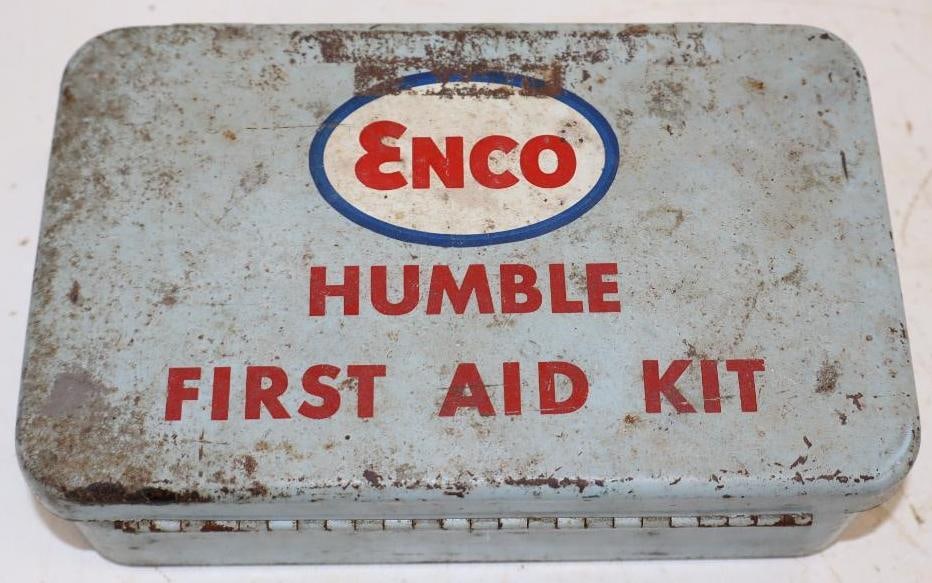 ENCO
HUMBLE
FIRST AID KIT